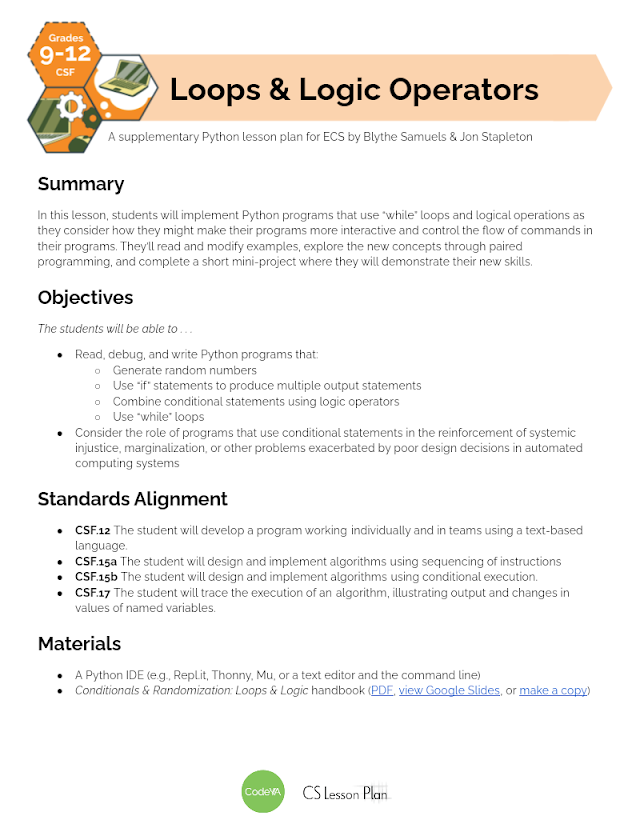 Grades
9-12
CSF
Loops & Logic Operators
A supplementary Python lesson plan for ECS by Blythe Samuels & Jon Stapleton
Summary
In this lesson, students will implement Python programs that use “while” loops and logical operations as
they consider how they might make their programs more interactive and control the flow of commands in
their programs. They’ll read and modify examples, explore the new concepts through paired
programming, and complete a short mini-project where they will demonstrate their new skills.
Objectives
The students will be able to . . .
● Read, debug, and write Python programs that:
○ Generate random numbers
○ Use “if” statements to produce multiple output statements
○ Combine conditional statements using logic operators
○ Use “while” loops
● Consider the role of programs that use conditional statements in the reinforcement of systemic
injustice, marginalization, or other problems exacerbated by poor design decisions in automated
computing systems
Standards Alignment
● CSF.12 The student will develop a program working individually and in teams using a text-based
language.
● CSF.15a The student will design and implement algorithms using sequencing of instructions
● CSF.15b The student will design and implement algorithms using conditional execution.
● CSF.17 The student will trace the execution of an algorithm, illustrating output and changes in
values of named variables.
Materials
● A Python IDE (e.g., Repl.it, Thonny, Mu, or a text editor and the command line)
● Conditionals & Randomization: Loops & Logic handbook (PDF, view Google Slides, or make a copy)
CodeVA
CS Lesson Plan